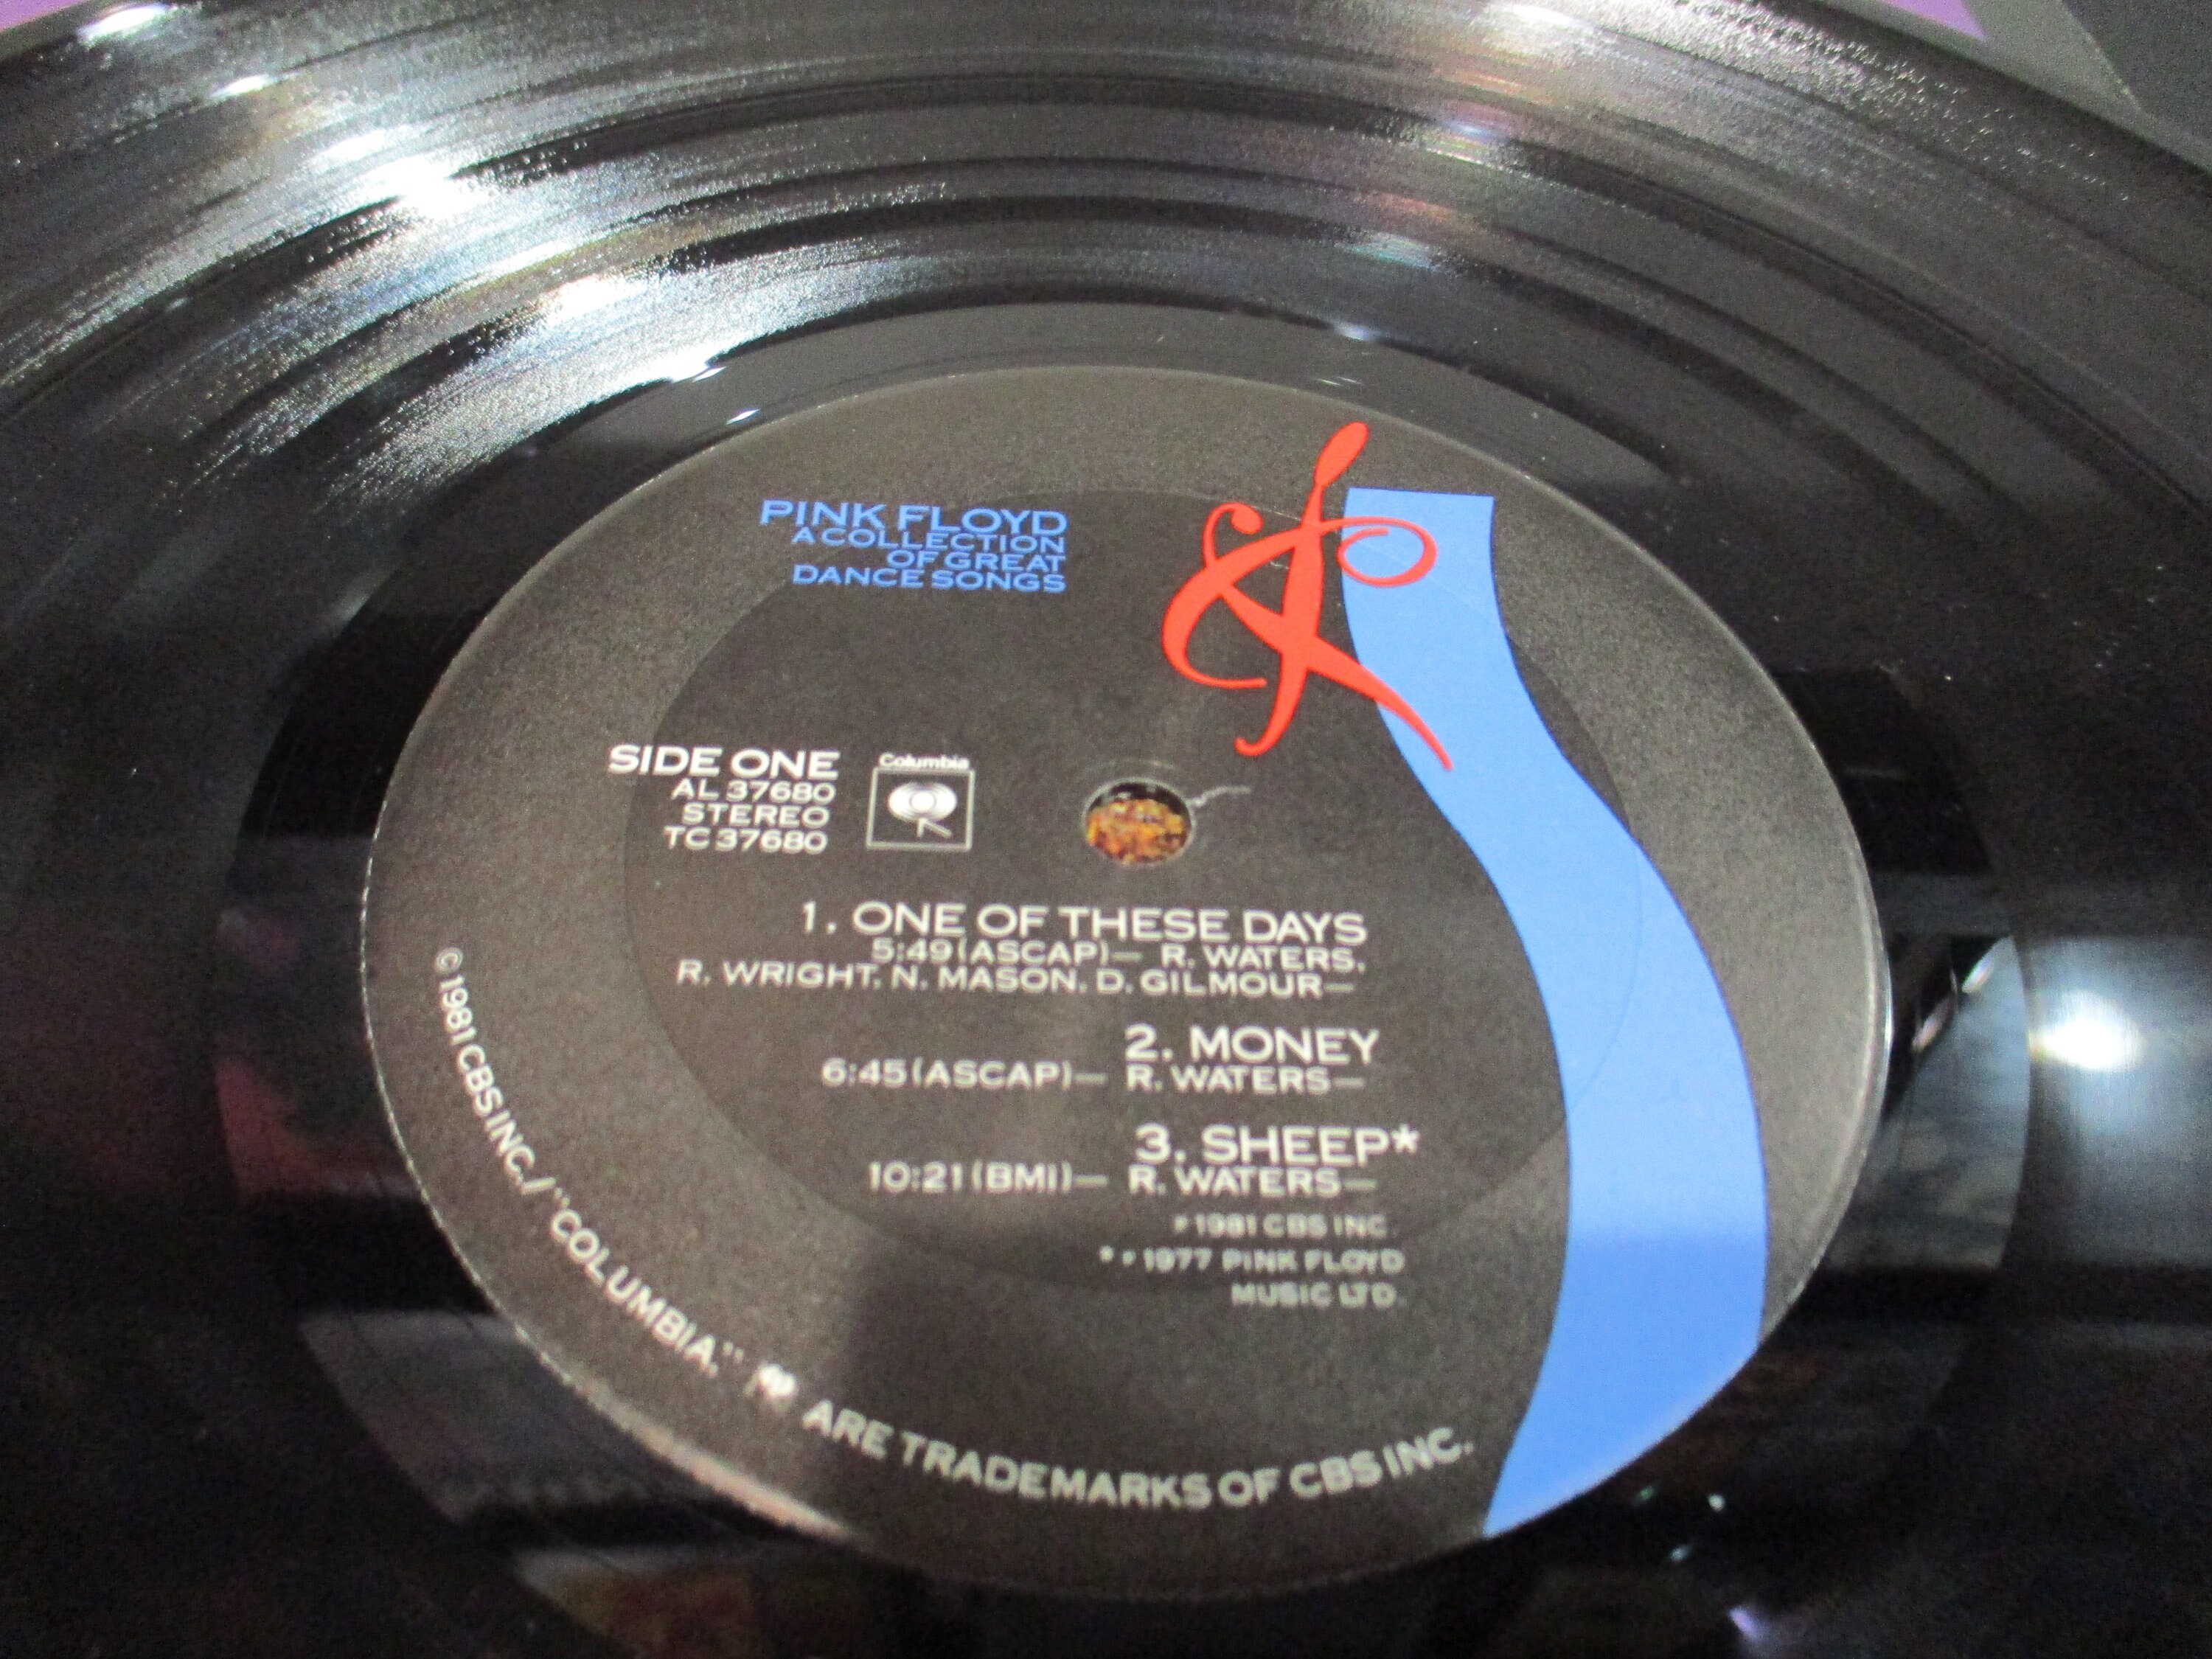 PINK FLOYD
A COLLECTION
OF GREAT
DANCE SONGS
SIDE ONE
AL 37680
STEREO
TC 37680
Columbia
1. ONE OF THESE DAYS
5:49 (ASCAP)— R. WATERS,
R. WRIGHT, N. MASON, D. GILMOUR—
2. MONEY
6:45 (ASCAP)— R. WATERS—
3. SHEEP*
10:21 (BMI)— R. WATERS—
1981 CBS INC.
* 1977 PINK FLOYD
MUSIC LTD.
© 1981 CBS INC./ "COLUMBIA," ARE TRADEMARKS OF CBS INC.